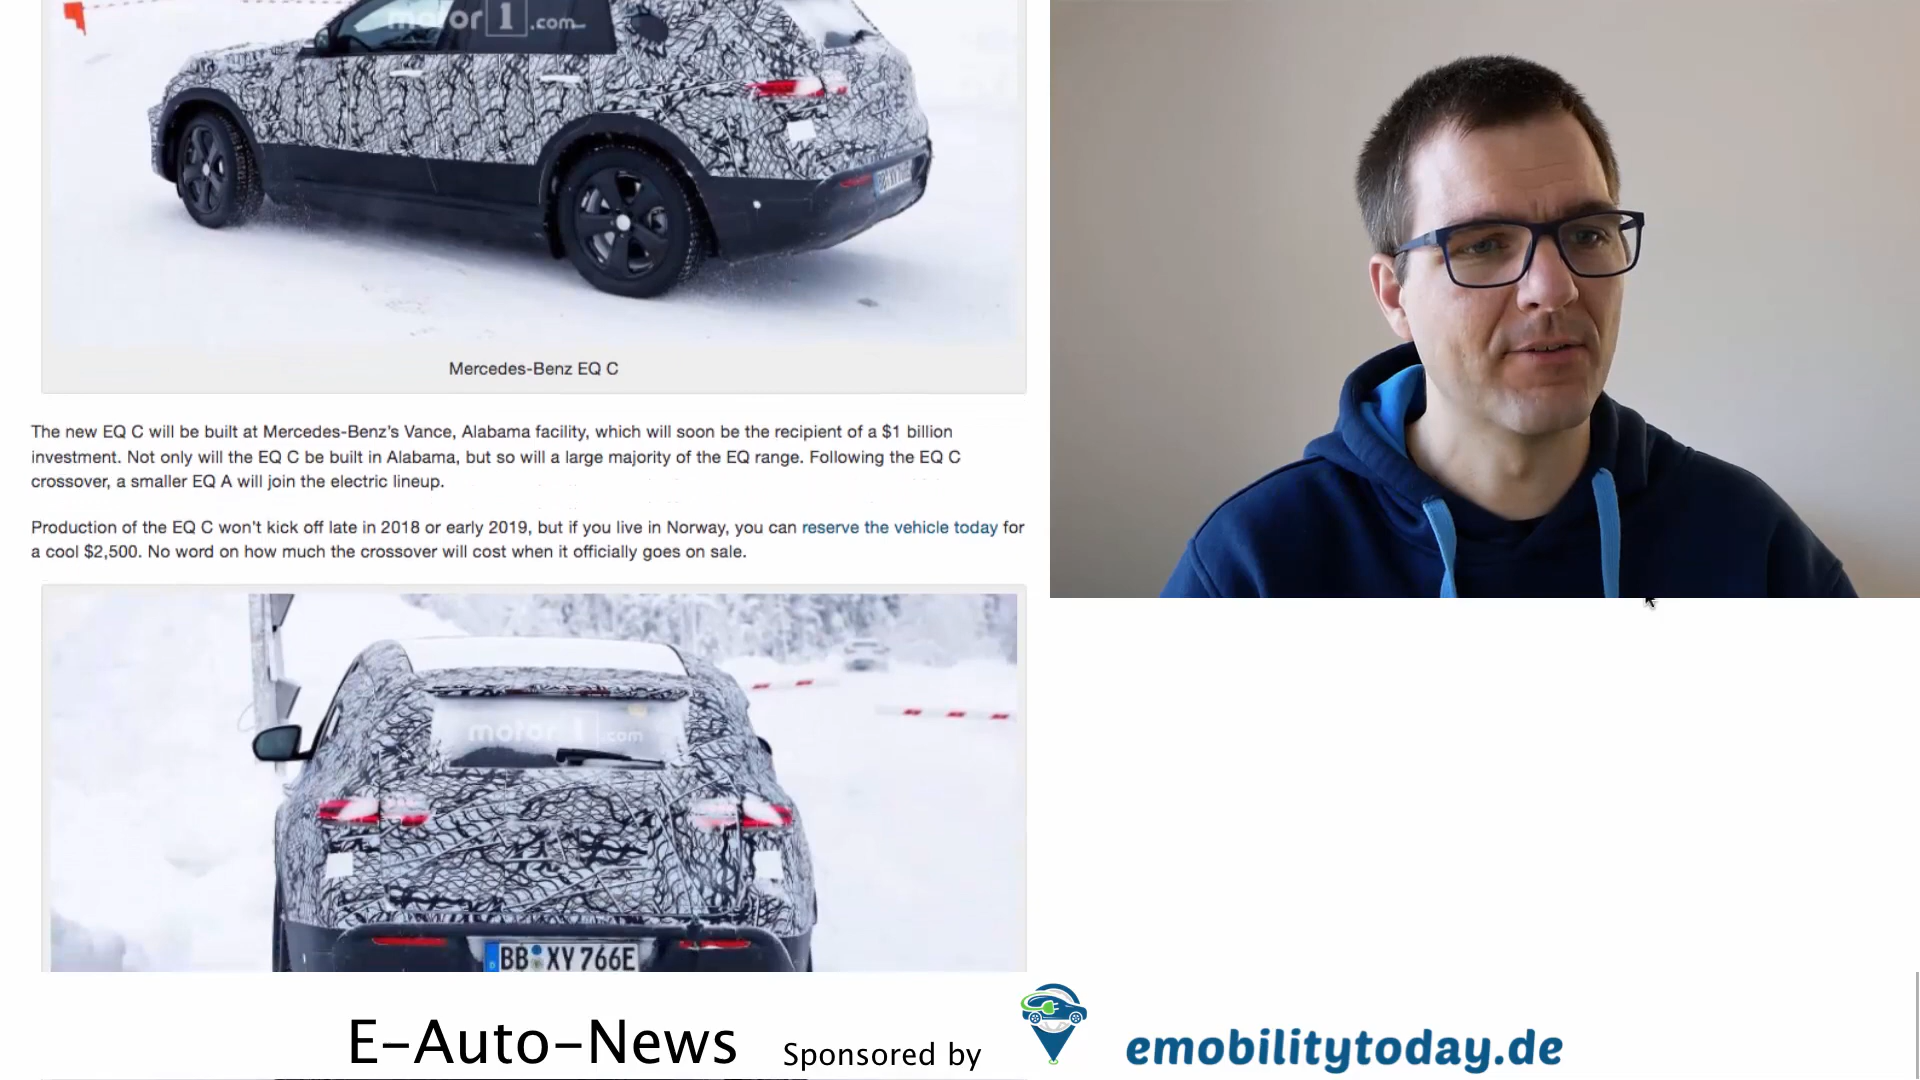 motor 1 .com
Mercedes-Benz EQ C
The new EQ C will be built at Mercedes-Benz's Vance, Alabama facility, which will soon be the recipient of a $1 billion
investment. Not only will the EQ C be built in Alabama, but so will a large majority of the EQ range. Following the EQ C
crossover, a smaller EQ A will join the electric lineup.
Production of the EQ C won't kick off late in 2018 or early 2019, but if you live in Norway, you can reserve the vehicle today for
a cool $2,500. No word on how much the crossover will cost when it officially goes on sale.
motor 1 .com
BB XY 766E
E-Auto-News Sponsored by emobilitytoday.de